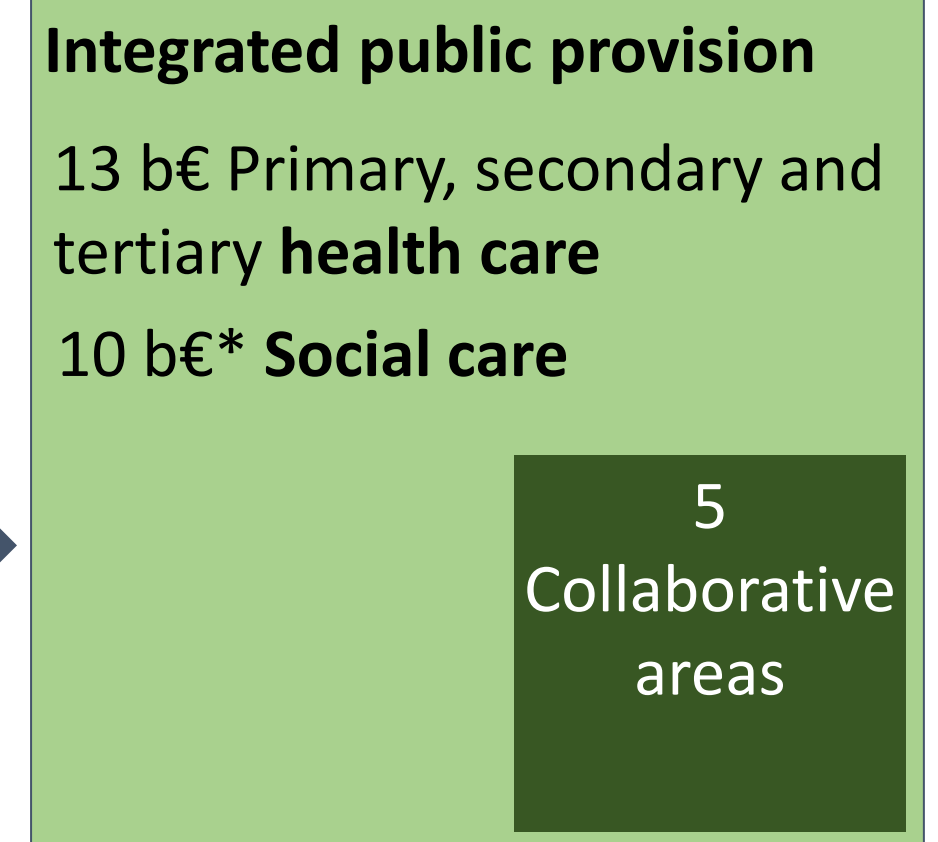 Integrated public provision
13 b€ Primary, secondary and
tertiary health care
10 b€* Social care
5
Collaborative
areas